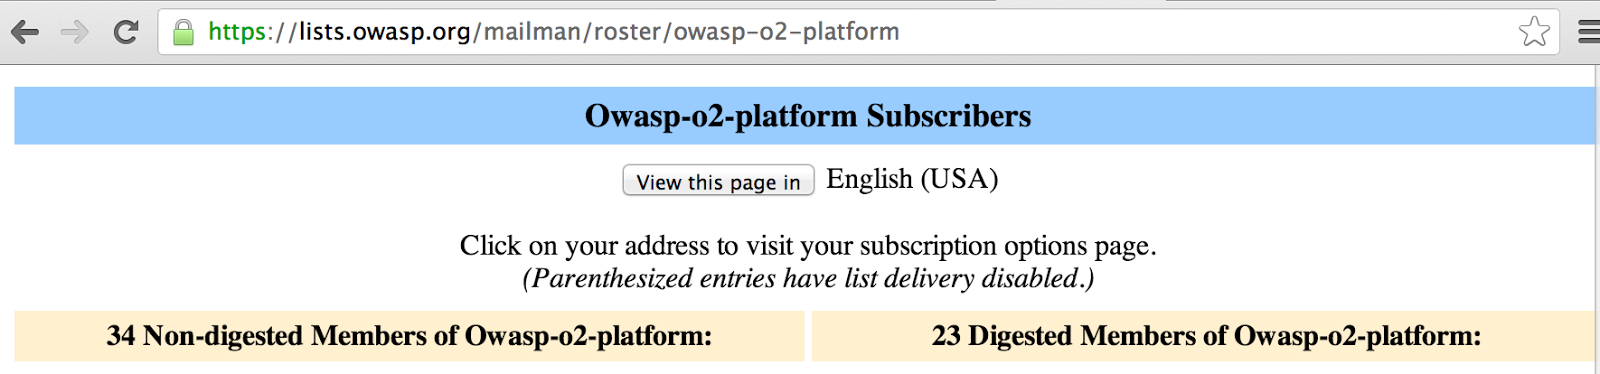 https://lists.owasp.org/mailman/roster/owasp-o2-platform
Owasp-o2-platform Subscribers
View this page in English (USA)
Click on your address to visit your subscription options page.
(Parenthesized entries have list delivery disabled.)
34 Non-digested Members of Owasp-o2-platform:
23 Digested Members of Owasp-o2-platform: